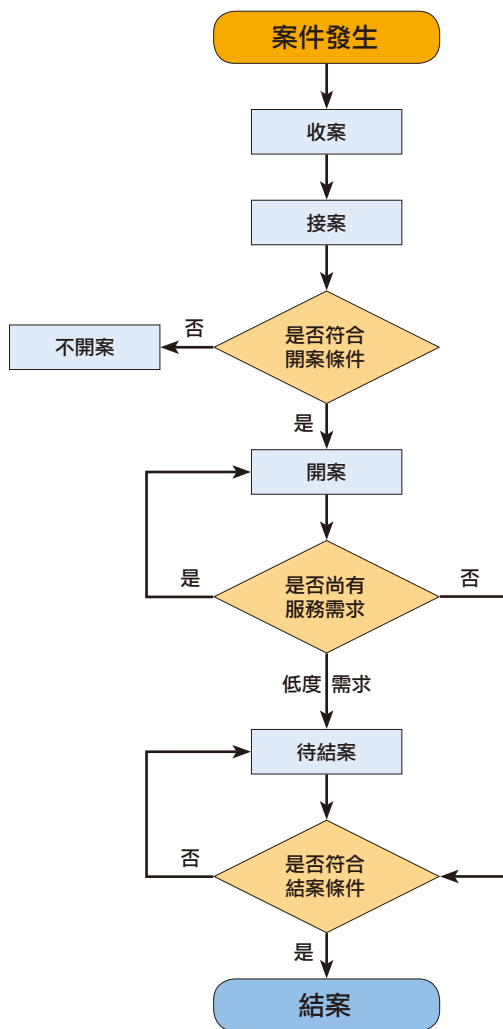 案件發生
收案
接案
否
不開案
是否符合
開案條件
是
開案
是
是否尚有
服務需求
否
低度 需求
待結案
否
是否符合
結案條件
是
結案